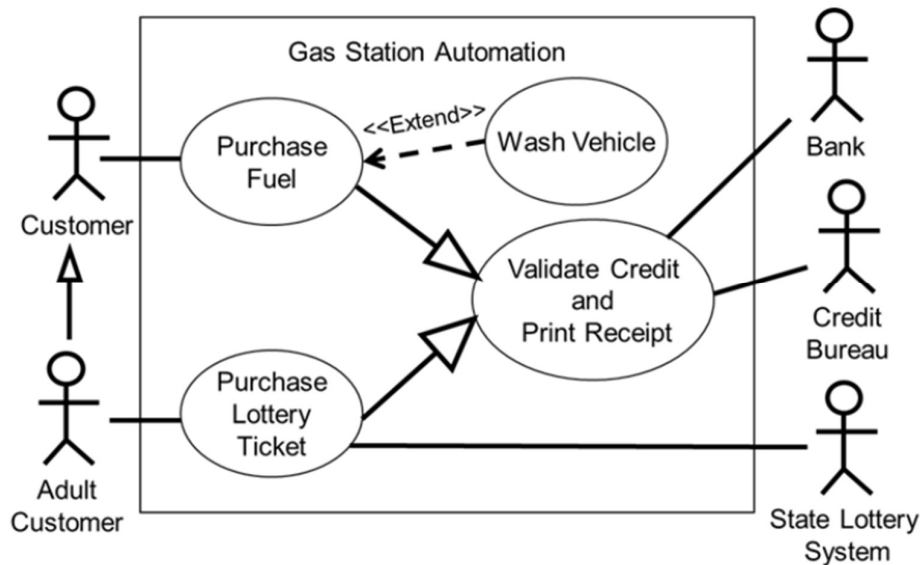 Gas Station Automation
Customer
Purchase
Fuel
<<Extend>>
Wash Vehicle
Bank
Validate Credit
and
Print Receipt
Credit
Bureau
Adult
Customer
Purchase
Lottery
Ticket
State Lottery
System